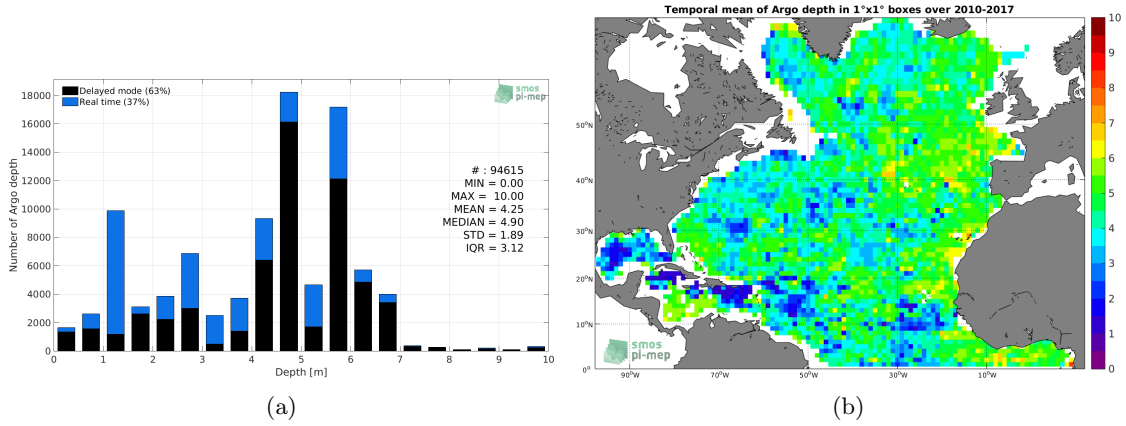 Temporal mean of Argo depth in 1°x1° boxes over 2010-2017
Delayed mode (63%)
Real time (37%)
smos
pi-mep
# : 94615
MIN = 0.00
MAX = 10.00
MEAN = 4.25
MEDIAN = 4.90
STD = 1.89
IQR = 3.12
Number of Argo depth
18000
16000
14000
12000
10000
8000
6000
4000
2000
0
0 1 2 3 4 5 6 7 8 9 10
Depth [m]
(a)
50°N
40°N
30°N
20°N
10°N
0°
90°W 70°W 50°W 30°W 10°W
smos
pi-mep
10
9
8
7
6
5
4
3
2
1
0
(b)